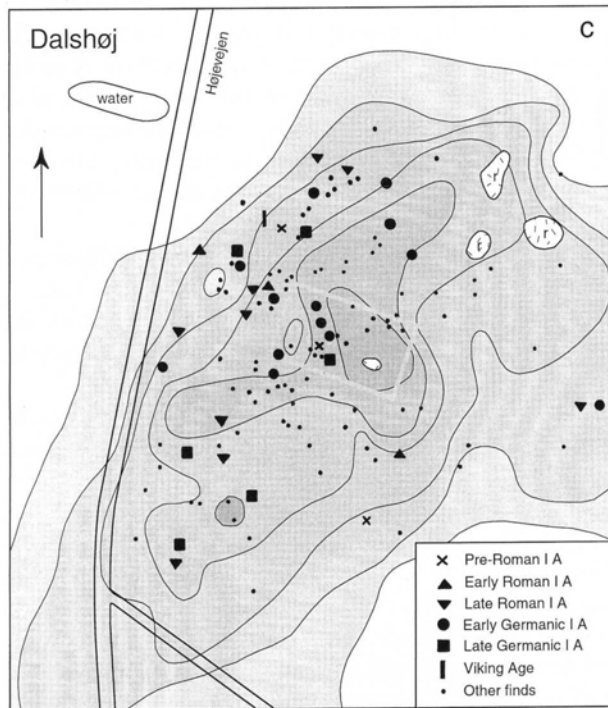 Dalshøj
C
Højevejen
water
Pre-Roman I A
Early Roman I A
Late Roman I A
Early Germanic I A
Late Germanic I A
Viking Age
Other finds